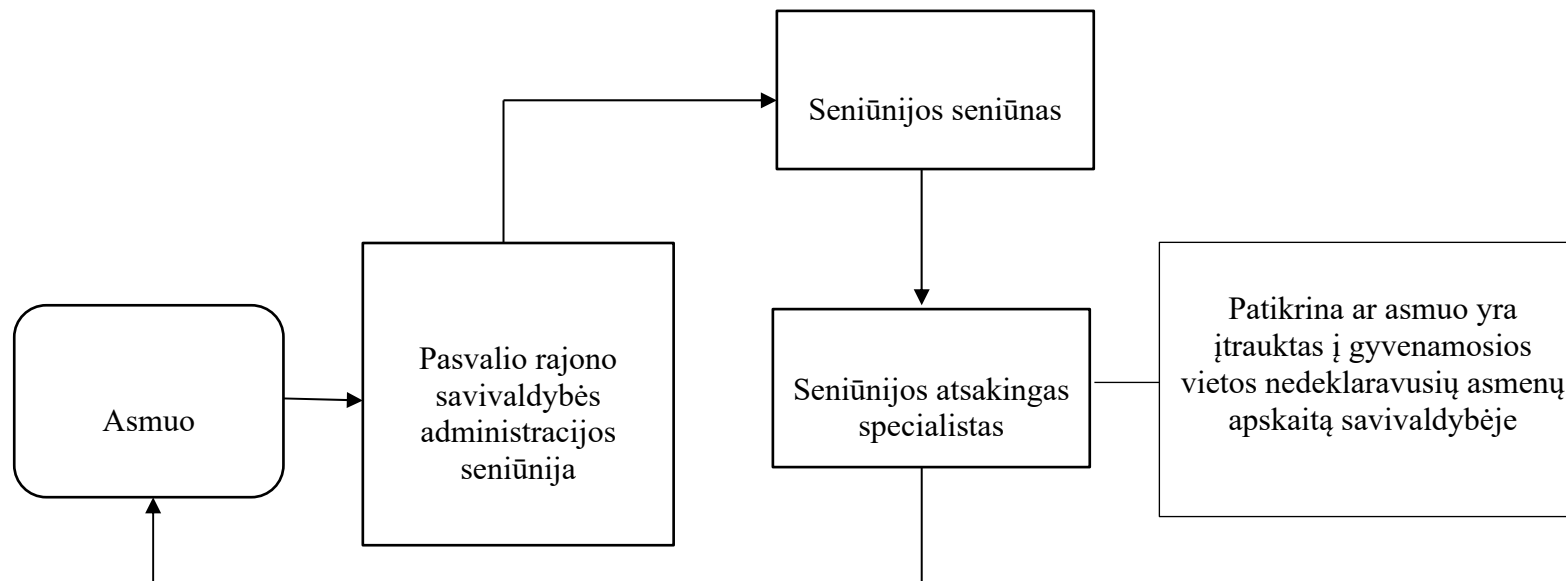 Seniūnijos seniūnas
Asmuo
Pasvalio rajono
savivaldybės
administracijos
seniūnija
Seniūnijos atsakingas
specialistas
Patikrina ar asmuo yra
įtrauktas į gyvenamosios
vietos nedeklaravusių asmenų
apskaitą savivaldybėje